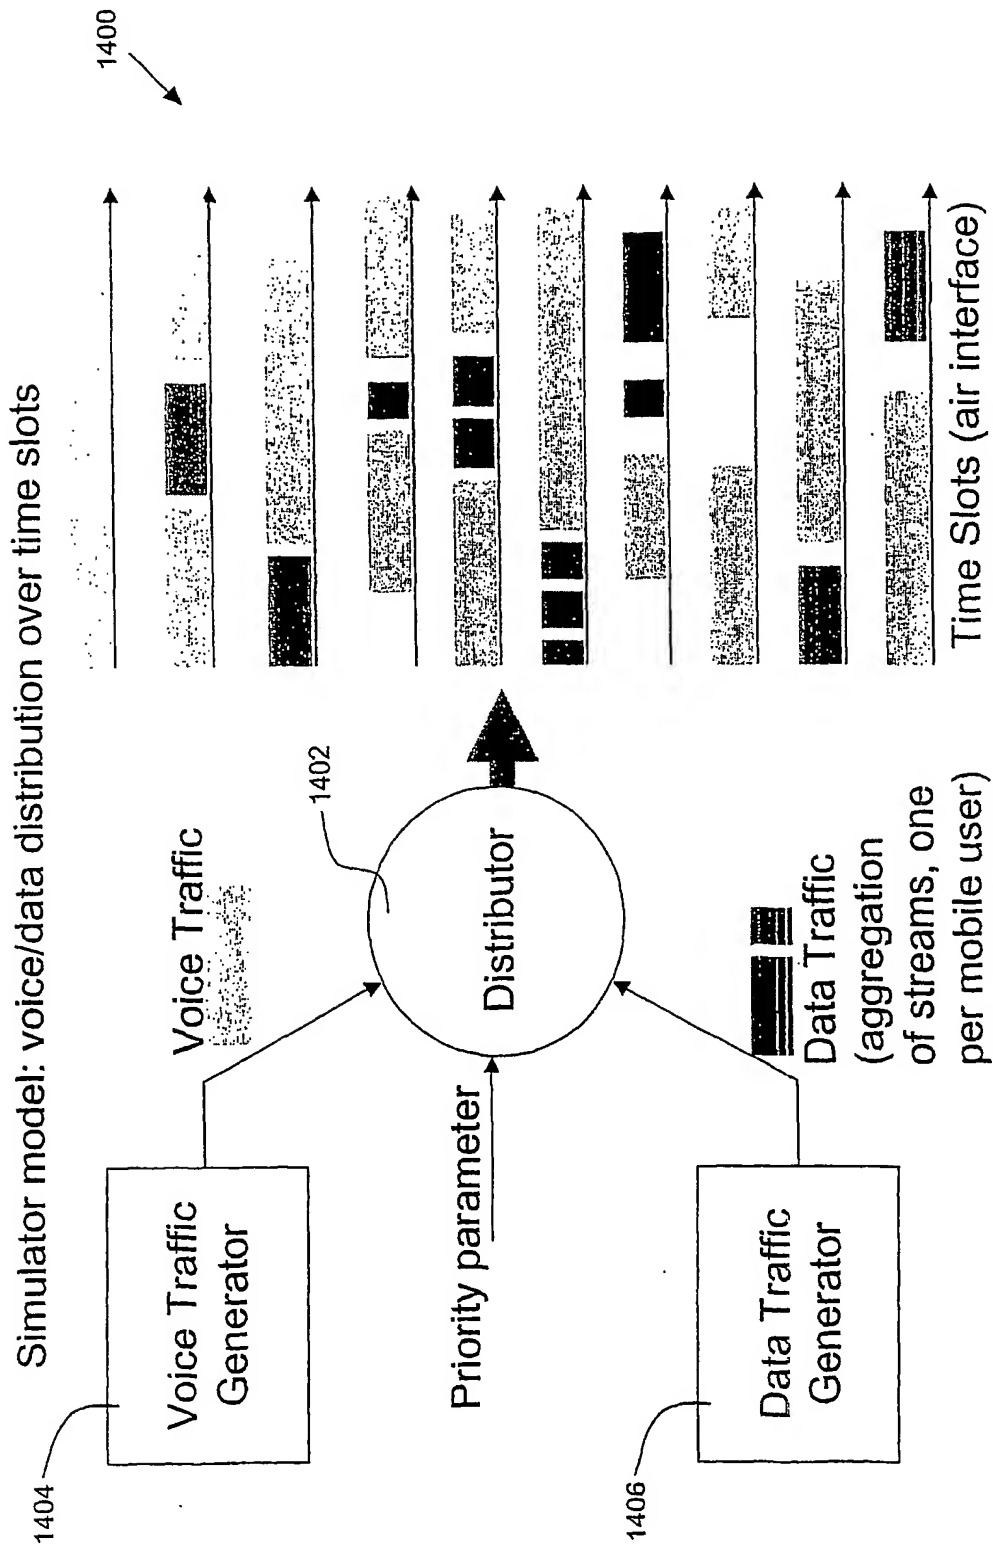 Simulator model: voice/data distribution over time slots
1400
1404
Voice Traffic
Generator
Voice Traffic
1402
Priority parameter
Distributor
1406
Data Traffic
Generator
Data Traffic
(aggregation
of streams, one
per mobile user)
Time Slots (air interface)